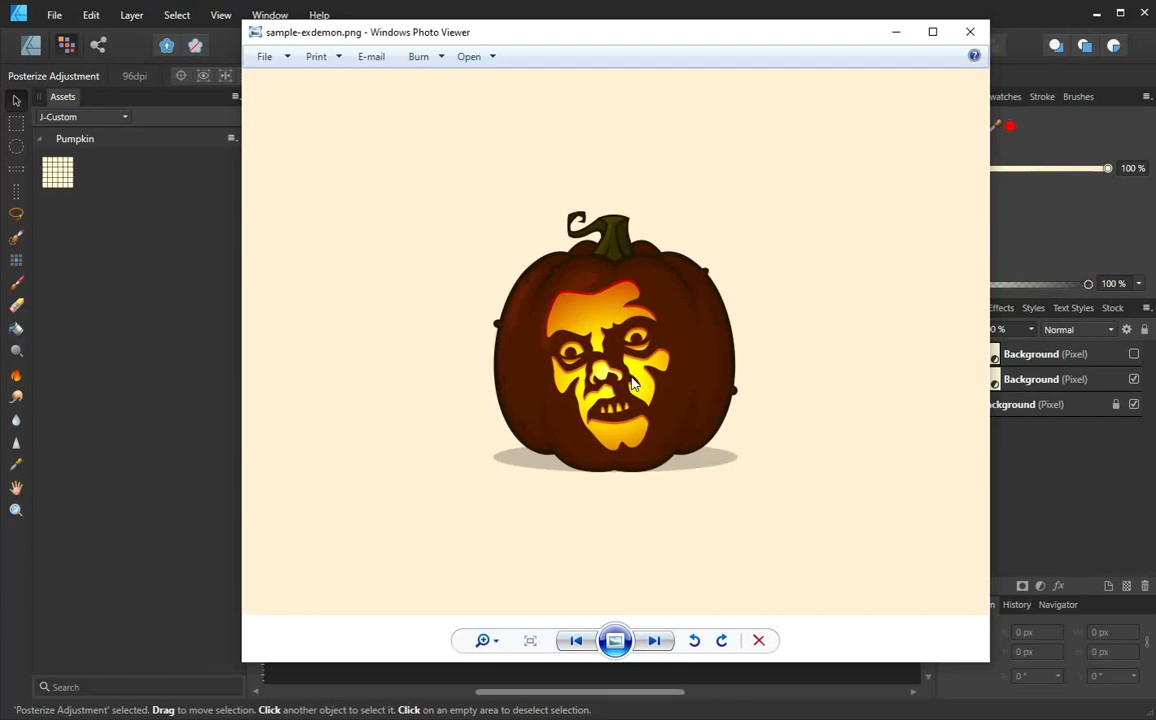 File Edit Layer Select View Window Help
sample-exdemon.png - Windows Photo Viewer
File Print E-mail Burn Open
Posterize Adjustment 96dpi
Assets
J-Custom
Pumpkin
watches Stroke Brushes
100 %
100 %
Effects Styles Text Styles Stock
0 % Normal
Background (Pixel)
Background (Pixel)
ckground (Pixel)
History Navigator
0 px 0 px
0 px 0 px
0 ° 0 °
Search
'Posterize Adjustment' selected. Drag to move selection. Click another object to select it. Click on an empty area to deselect selection.